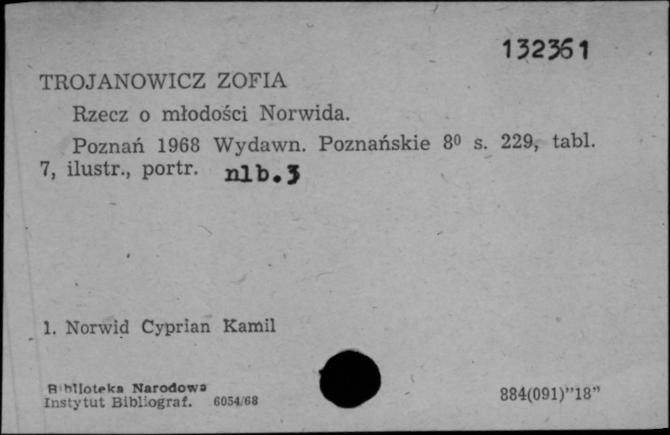 132361
TROJANOWICZ ZOFIA
Rzecz o młodości Norwida.
Poznań 1968 Wydawn. Poznańskie 8⁰ s. 229, tabl.
7, ilustr., portr. nlb.3
1. Norwid Cyprian Kamil
Biblioteka Narodowa
Instytut Bibliograf. 6054/68
884(091)”18”